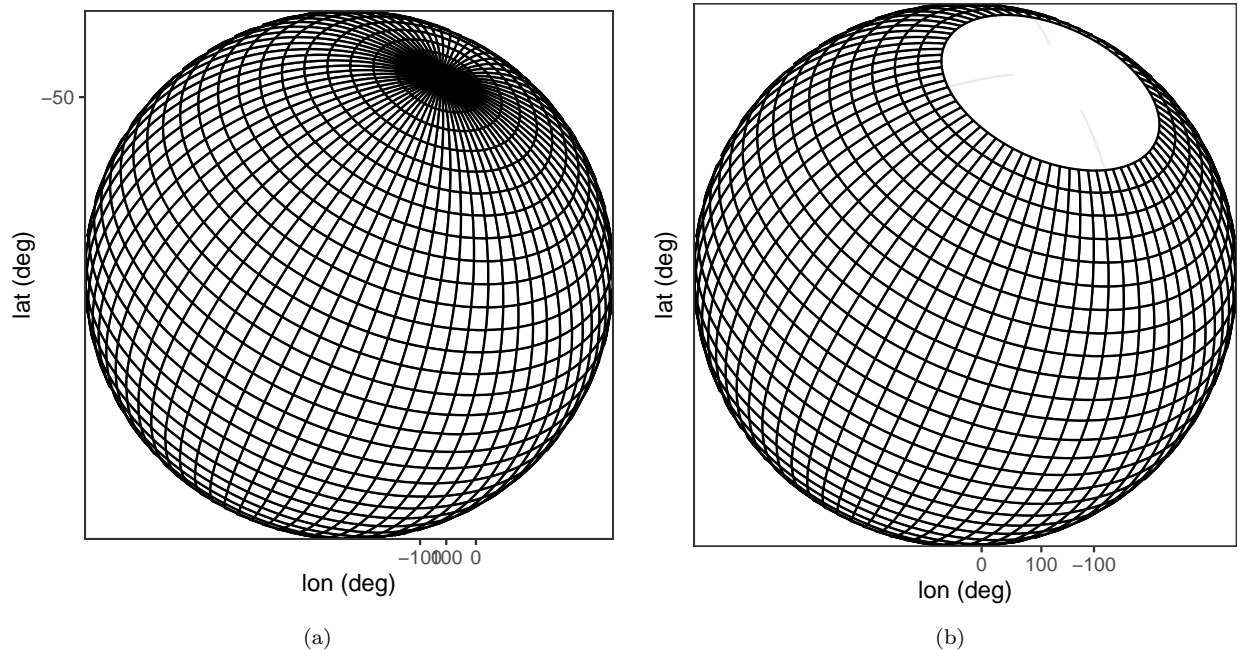 −50
lat (deg)
−100 100 0
lon (deg)
(a)
lat (deg)
0 100 −100
lon (deg)
(b)